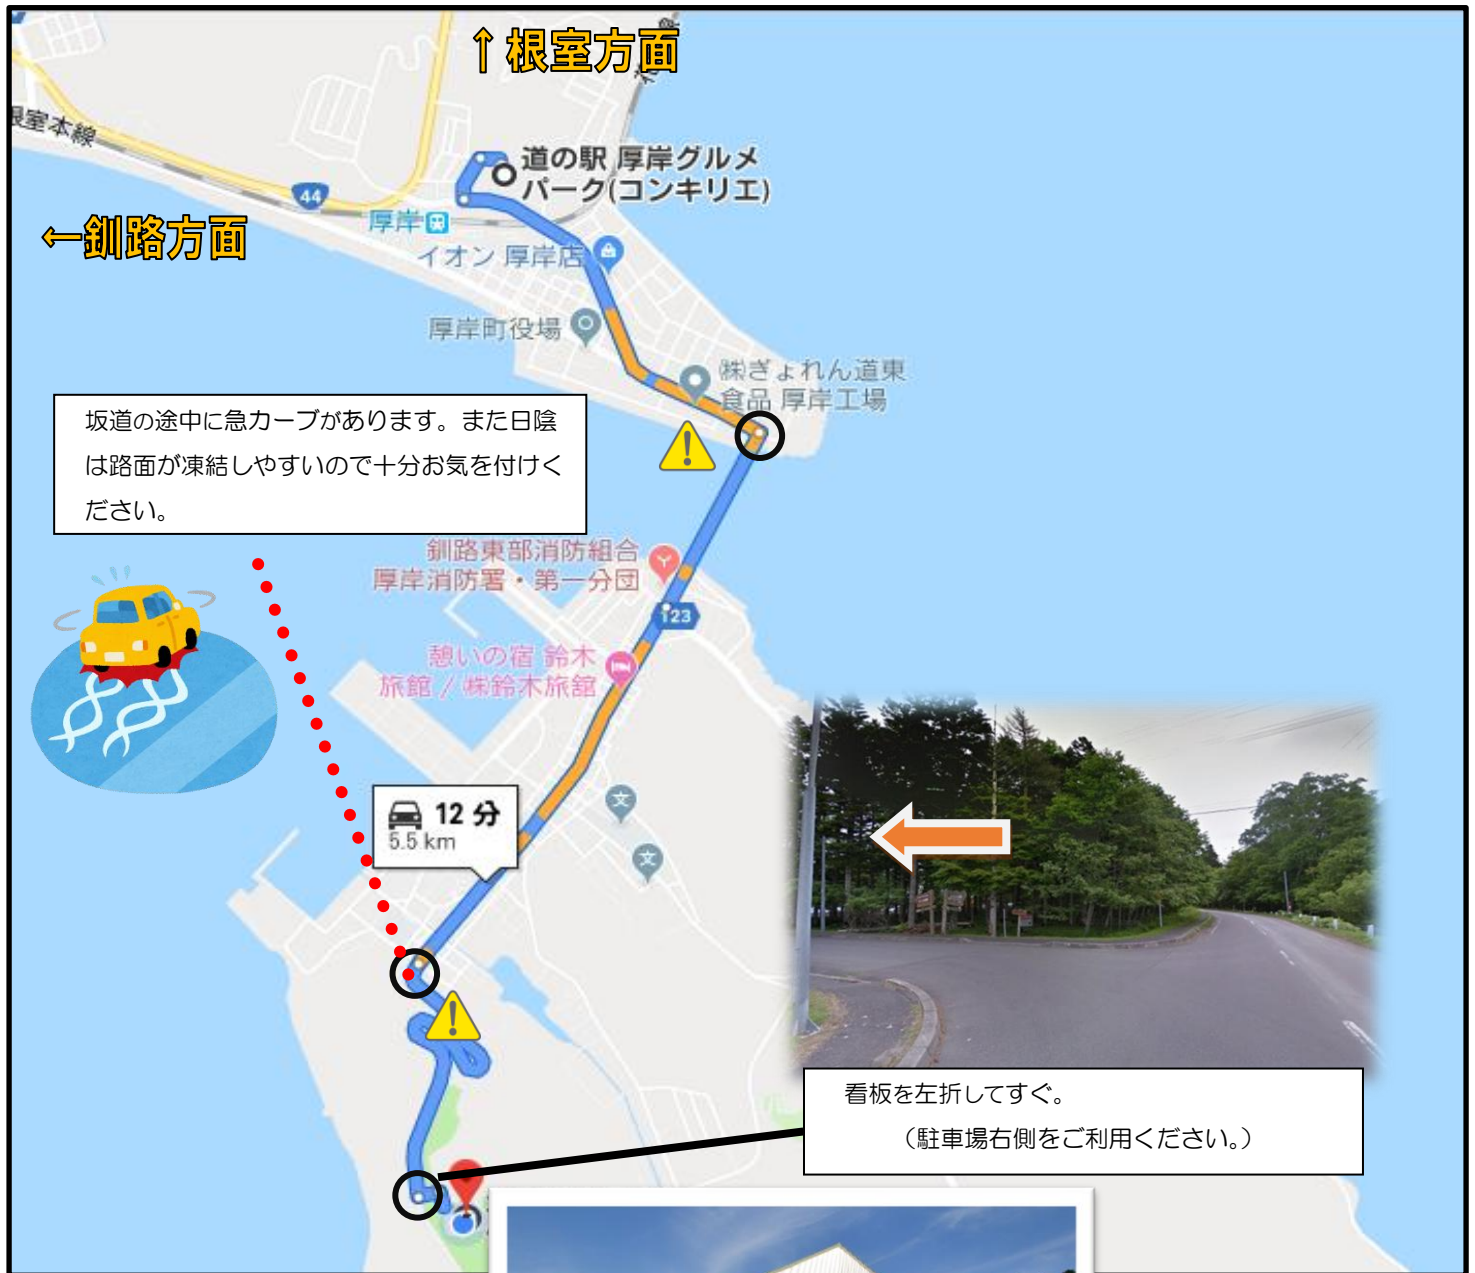 ↑根室方面
根室本線
道の駅 厚岸グルメ
パーク(コンキリエ)
44
厚岸
←釧路方面
イオン 厚岸店
厚岸町役場
㈱ぎょれん道東
食品 厚岸工場
坂道の途中に急カーブがあります。また日陰
は路面が凍結しやすいので十分お気を付けく
ださい。
釧路東部消防組合
厚岸消防署・第一分団
123
憩いの宿 鈴木
旅館 / ㈱鈴木旅舘
12 分
5.5 km
文
文
看板を左折してすぐ。
(駐車場右側をご利用ください。)